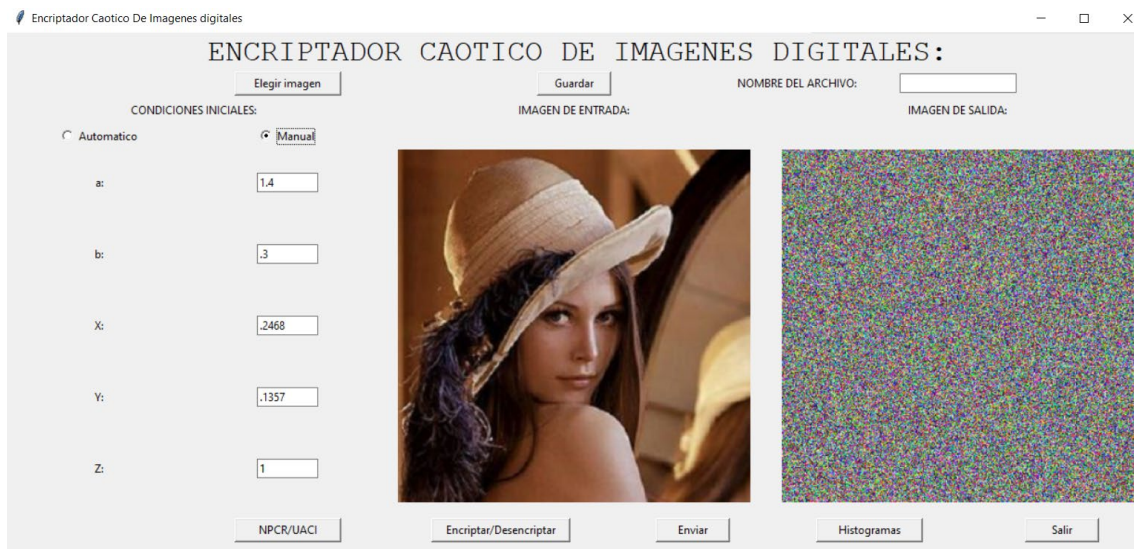 Encriptador Caotico De Imagenes digitales
ENCRIPTADOR CAOTICO DE IMAGENES DIGITALES:
Elegir imagen Guardar NOMBRE DEL ARCHIVO:
CONDICIONES INICIALES: IMAGEN DE ENTRADA: IMAGEN DE SALIDA:
Automatico Manual
a: 1.4
b: .3
X: .2468
Y: .1357
Z: 1
NPCR/UACI Encriptar/Desencriptar Enviar Histogramas Salir